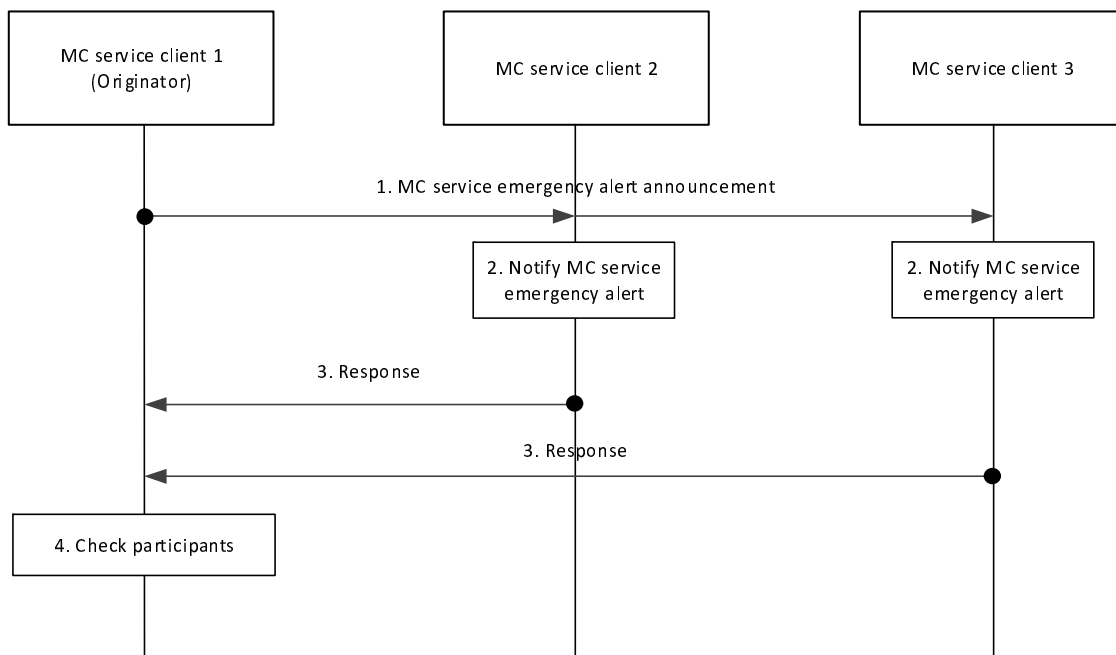 MC service client 1
(Originator)
MC service client 2
MC service client 3
1. MC service emergency alert announcement
2. Notify MC service
emergency alert
2. Notify MC service
emergency alert
3. Response
3. Response
4. Check participants